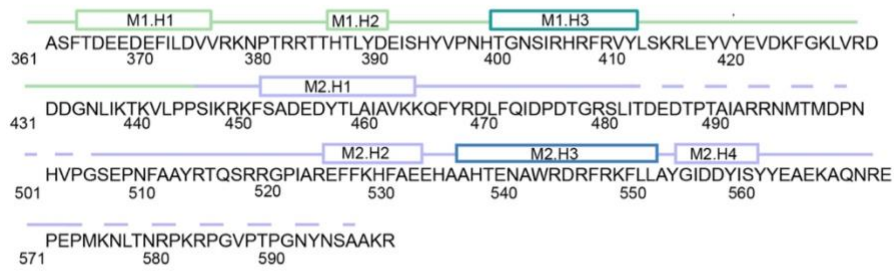 M1.H1 M1.H2 M1.H3
ASFTDEEDEFILDVVRKNPTRRTTHTLYDEISHYVPNHTGNSIRHRFRVYLSKRLEYVYEVDKFGKLVRD
361 370 380 390 400 410 420
M2.H1
DDGNLIKTKVLPPSIKRKFSADEDYTLAIAVKKQFYRDLFQIDPDTGRSLITDEDTPTAIARRNMTMDPN
431 440 450 460 470 480 490
M2.H2 M2.H3 M2.H4
HVPGSEPNFAAYRTQSRRGPIAREFFKHFAEEHAAHTENAWRDRFRKFLLAYGIDDYISYYEAEKAQNRE
501 510 520 530 540 550 560
PEPMKNLTNRPKRPGVPTPGNYNSAAKR
571 580 590